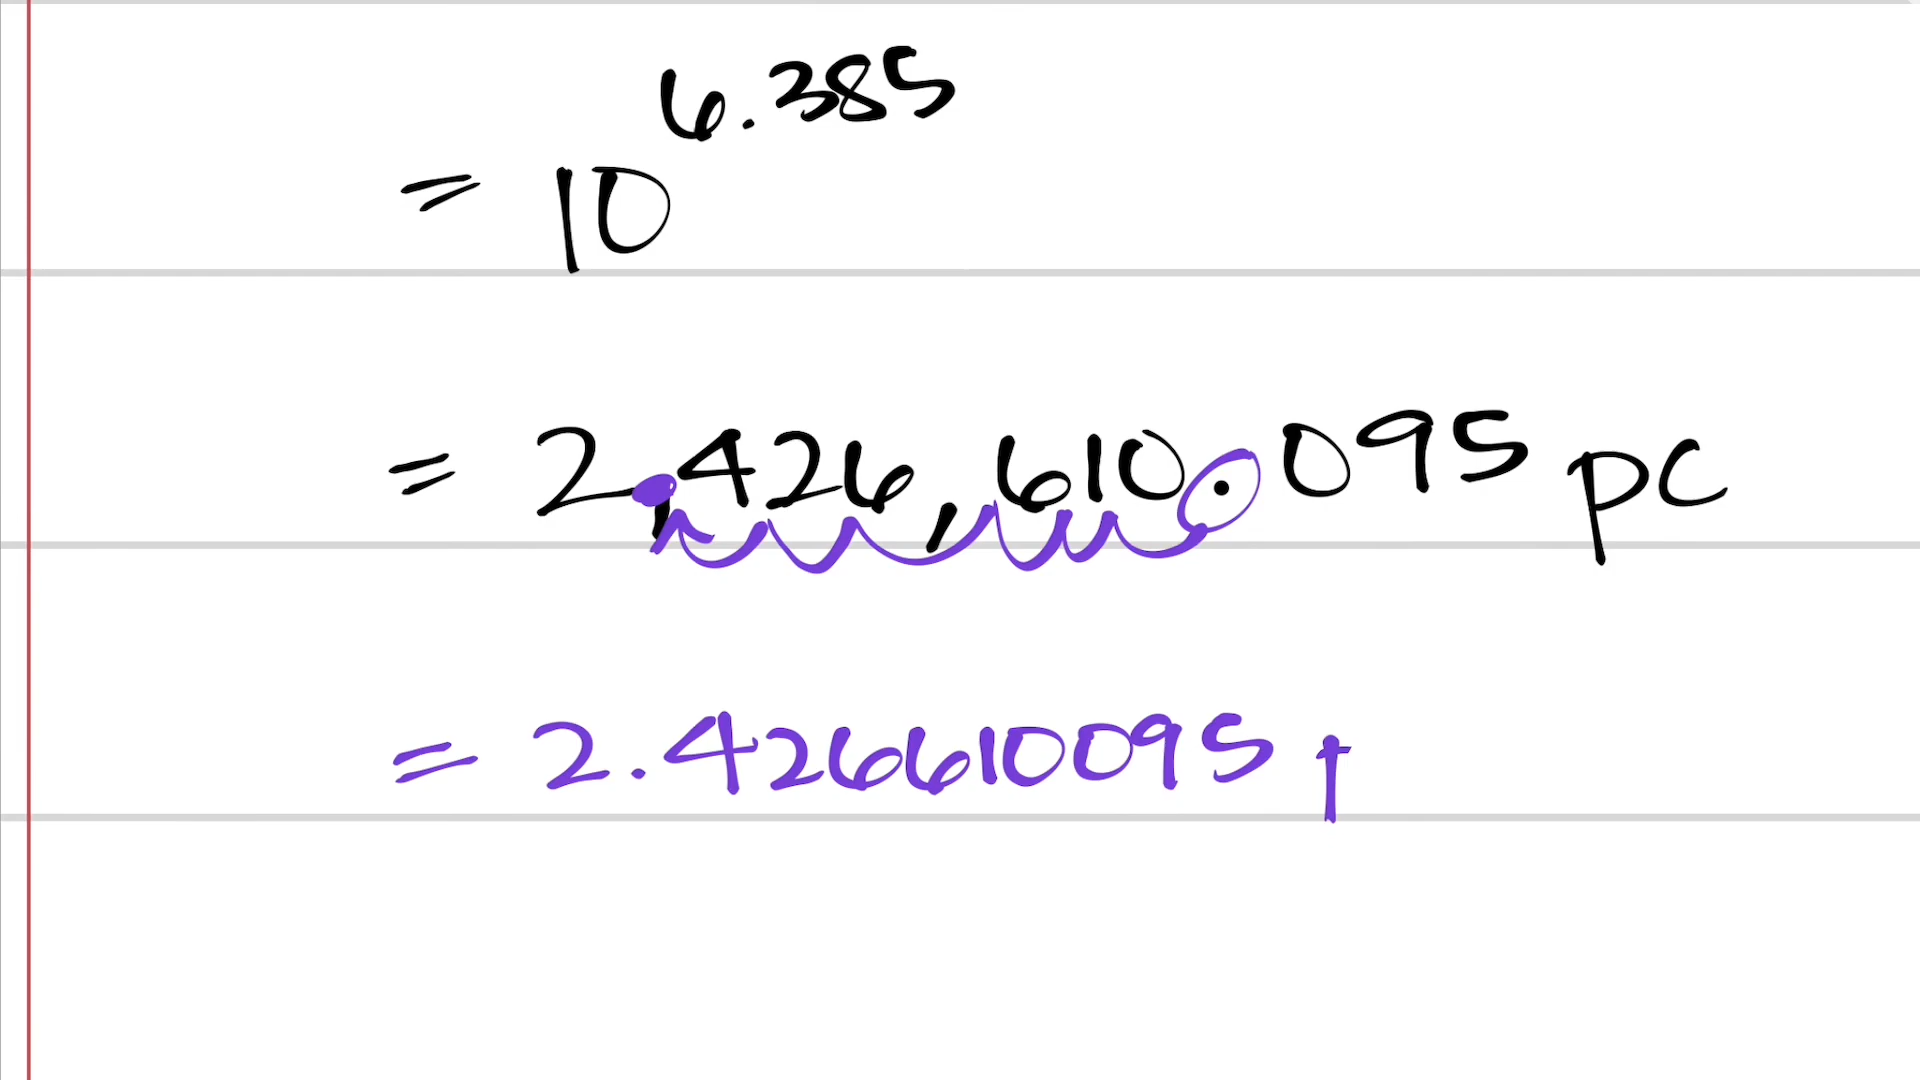 = 10^6.385
= 2,426,610.095 pc
= 2.426610095 p